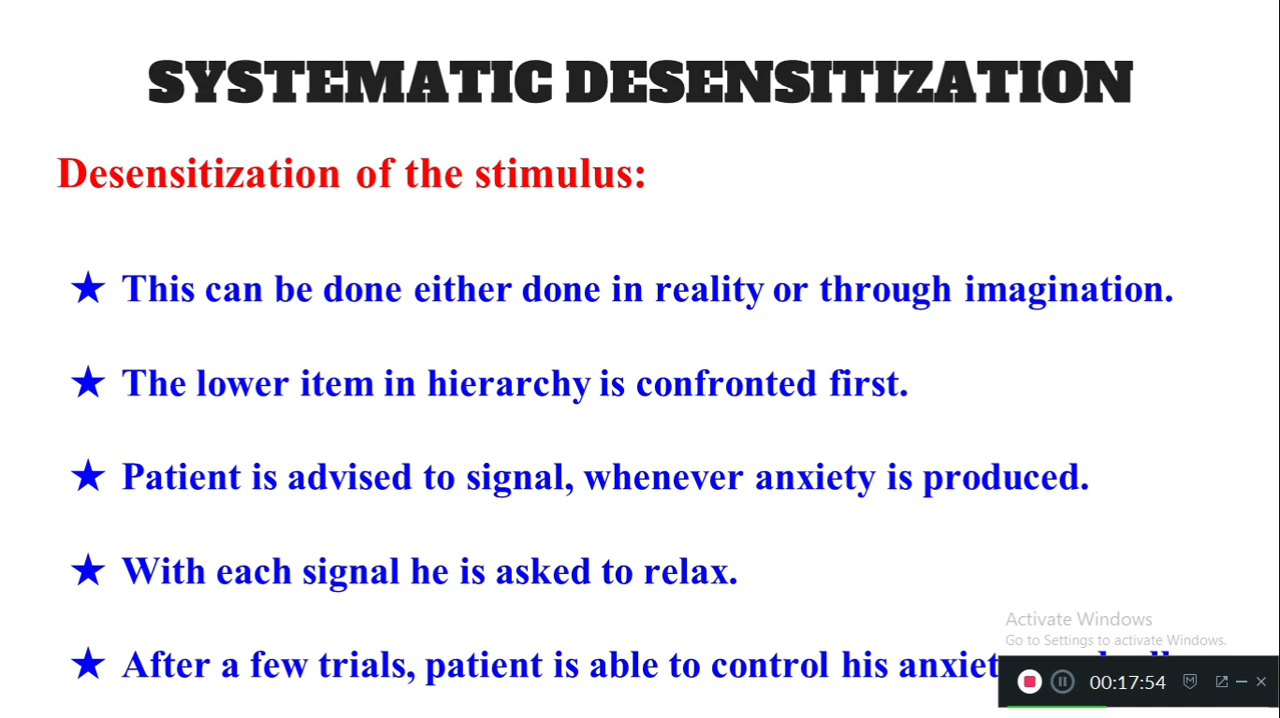 SYSTEMATIC DESENSITIZATION
Desensitization of the stimulus:
★ This can be done either done in reality or through imagination.
★ The lower item in hierarchy is confronted first.
★ Patient is advised to signal, whenever anxiety is produced.
★ With each signal he is asked to relax.
Activate Windows
Go to Settings to activate Windows.
★ After a few trials, patient is able to control his
00:17:54